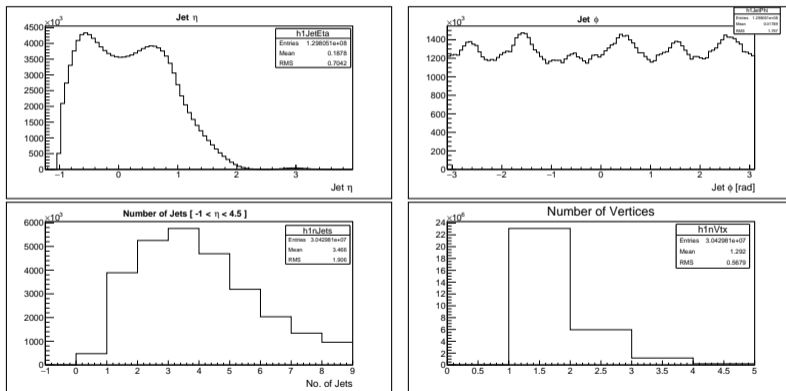 Jet η
×10³
h1JetEta
Entries 1.298051e+08
Mean 0.1878
RMS 0.7042
4500
4000
3500
3000
2500
2000
1500
1000
500
0
−1 0 1 2 3
Jet η
Jet φ
×10³
h1JetPhi
RMS 1.797
1400
1200
1000
800
600
400
200
0
−3 −2 −1 0 1 2 3
Jet φ [rad]
Number of Jets [ -1 < η < 4.5 ]
×10³
h1nJets
Entries 3.042981e+07
Mean 3.466
RMS 1.906
6000
5000
4000
3000
2000
1000
0
−1 0 1 2 3 4 5 6 7 8 9
No. of Jets
Number of Vertices
×10⁶
h1nVtx
Entries 3.042981e+07
Mean 1.292
RMS 0.5679
24
22
20
18
16
14
12
10
8
6
4
2
0
0 0.5 1 1.5 2 2.5 3 3.5 4 4.5 5